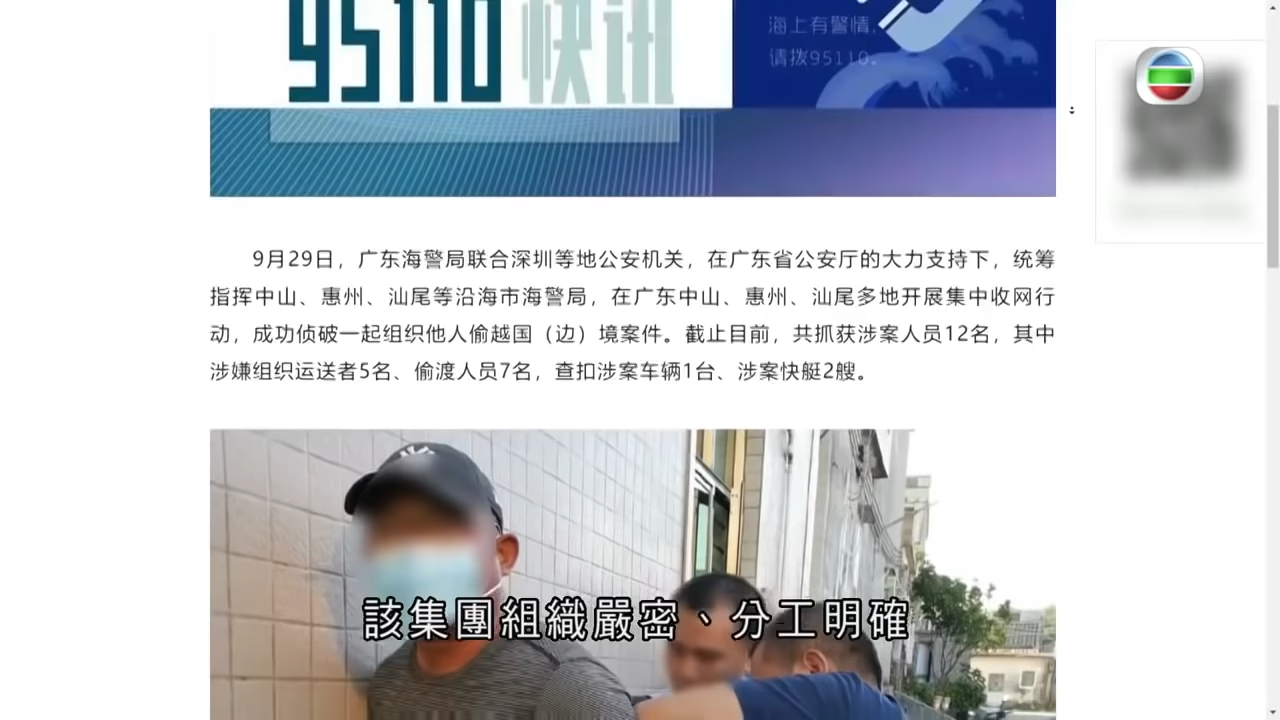 95110快讯
海上有警情，
请拨95110。
9月29日，广东海警局联合深圳等地公安机关，在广东省公安厅的大力支持下，统筹
指挥中山、惠州、汕尾等沿海市海警局，在广东中山、惠州、汕尾多地开展集中收网行
动，成功侦破一起组织他人偷越国（边）境案件。截止目前，共抓获涉案人员12名，其中
涉嫌组织运送者5名、偷渡人员7名，查扣涉案车辆1台、涉案快艇2艘。
該集團組織嚴密、分工明確